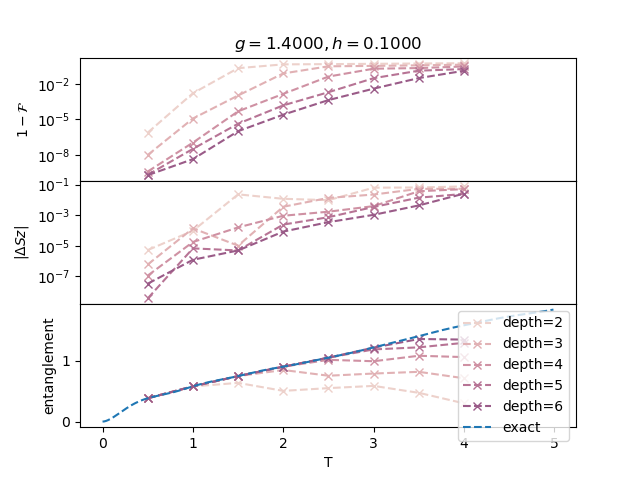 g = 1.4000, h = 0.1000
1 − 𝓕
10⁻²
10⁻⁵
10⁻⁸
|ΔSz|
10⁻¹
10⁻³
10⁻⁵
10⁻⁷
entanglement
1
0
depth=2
depth=3
depth=4
depth=5
depth=6
exact
0 1 2 3 4 5
T